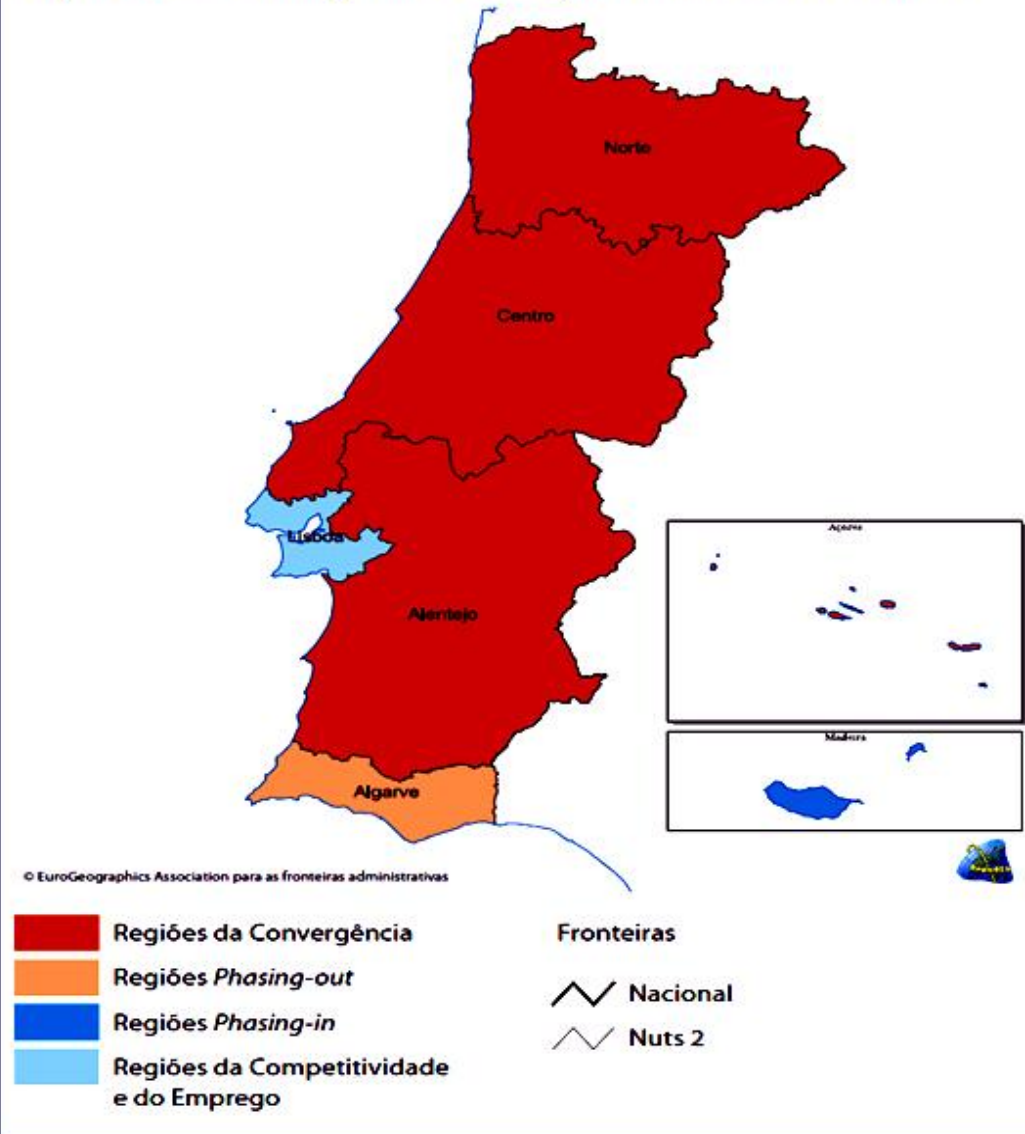 Norte
Centro
Lisboa
Alentejo
Algarve
Açores
Madeira
© EuroGeographics Association para as fronteiras administrativas
Regiões da Convergência
Regiões Phasing-out
Regiões Phasing-in
Regiões da Competitividade
e do Emprego
Fronteiras
Nacional
Nuts 2